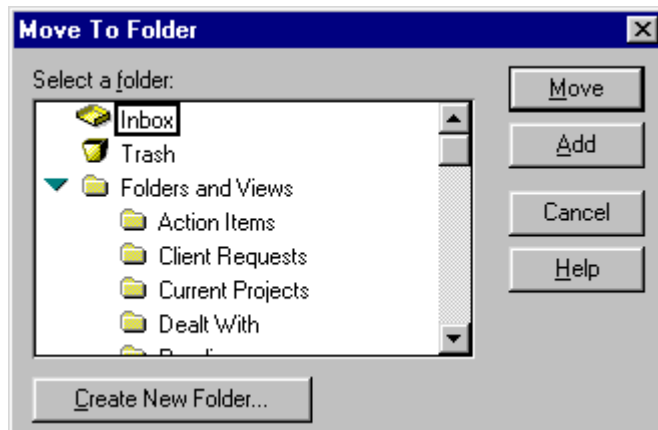 Move To Folder
Select a folder:
Inbox
Trash
Folders and Views
Action Items
Client Requests
Current Projects
Dealt With
Move
Add
Cancel
Help
Create New Folder...